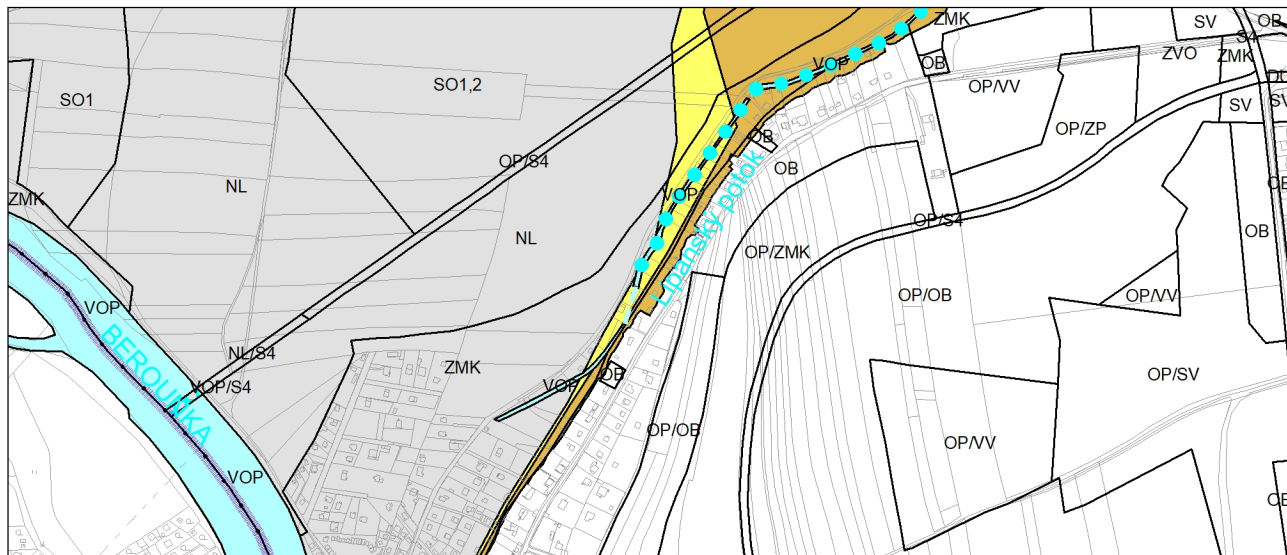 ZMK
SV
OB
S4
SO1
SO1,2
VOP
OB
ZVO
ZMK
OP/VV
SV
OP/ZP
OB
OP/S4
OB
NL
ZMK
VOP
Lipanský potok
OP/S4
OB
NL
OP/ZMK
VOP
OP/OB
OP/VV
BEROUNKA
NL/S4
ZMK
VOP
OB
OP/SV
VOP/S4
OP/OB
OP/VV
VOP